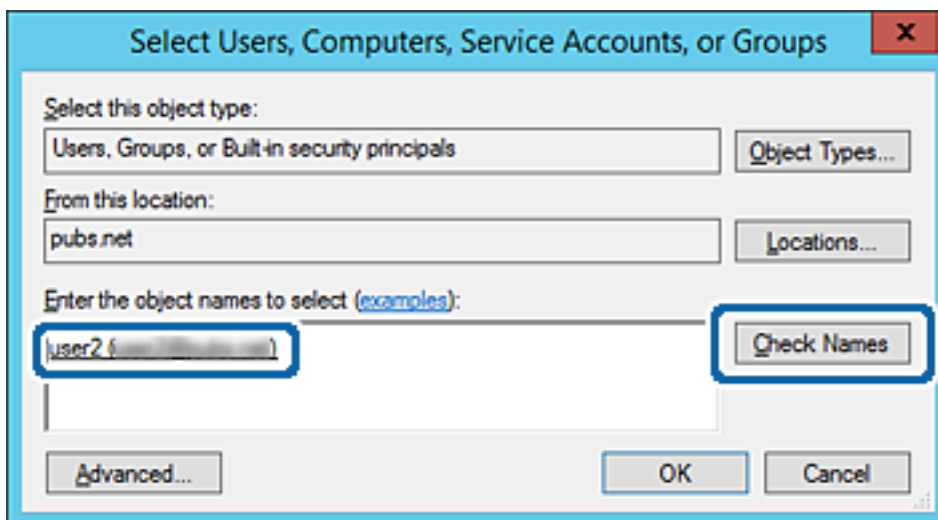 Select Users, Computers, Service Accounts, or Groups
x
Select this object type:
Users, Groups, or Built-in security principals
Object Types...
From this location:
pubs.net
Locations...
Enter the object names to select (examples):
user2 ( )
Check Names
Advanced...
OK
Cancel